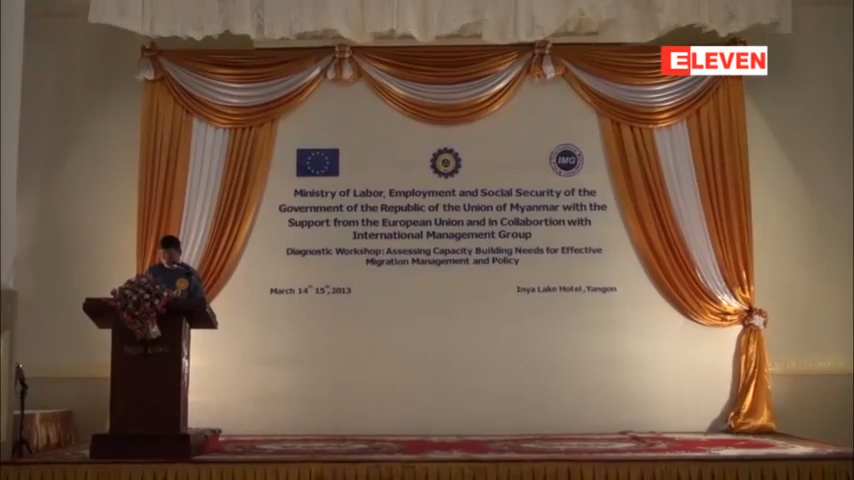 ELEVEN
IMG
Ministry of Labor, Employment and Social Security of the
Government of the Republic of the Union of Myanmar with the
Support from the European Union and in Collabortion with
International Management Group
Diagnostic Workshop: Assessing Capacity Building Needs for Effective
Migration Management and Policy
March 14th 15th, 2013
Inya Lake Hotel, Yangon